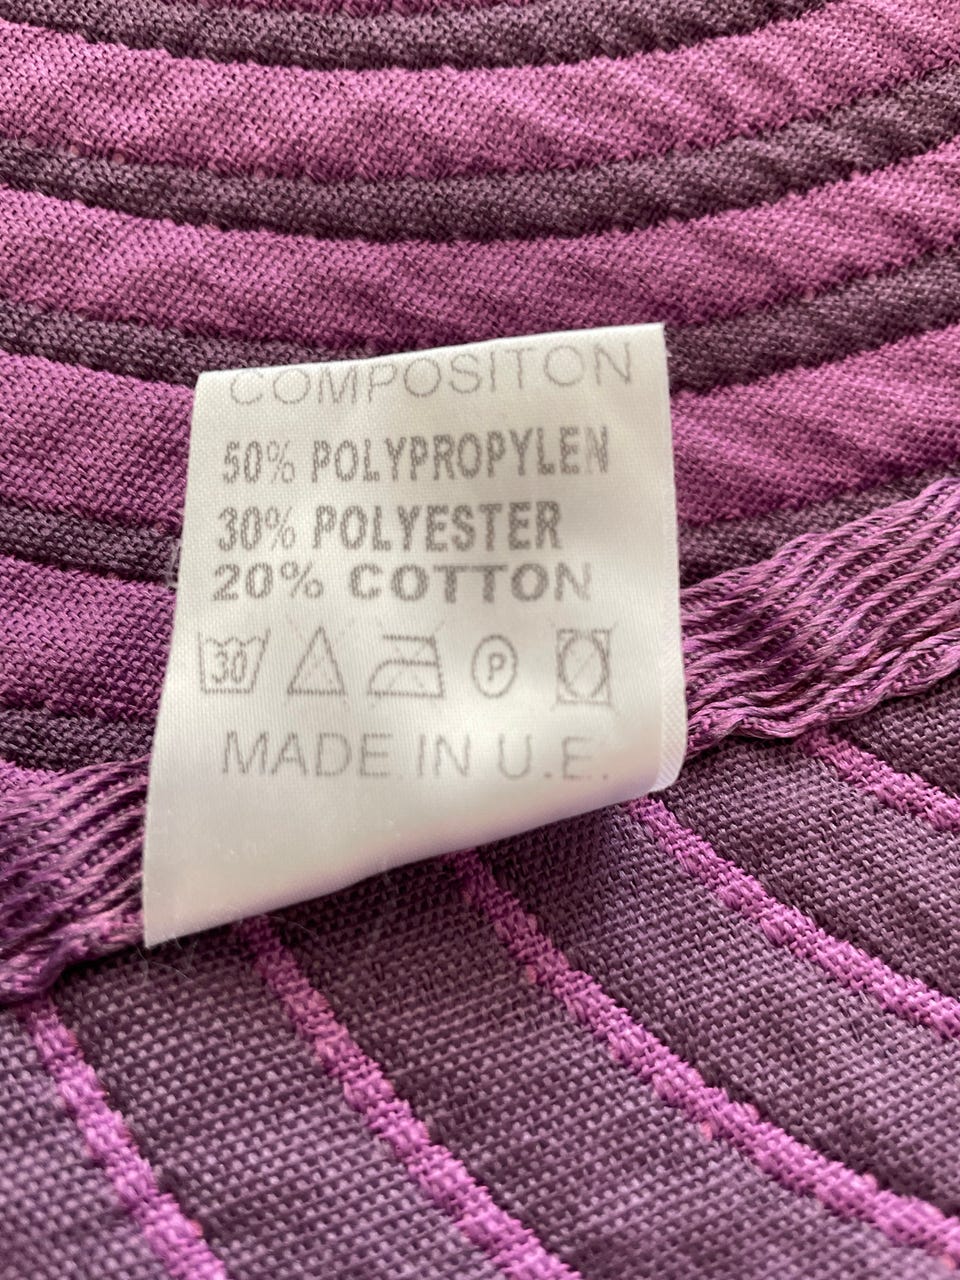 COMPOSITON
50% POLYPROPYLEN
30% POLYESTER
20% COTTON
30 P
MADE IN U.E.